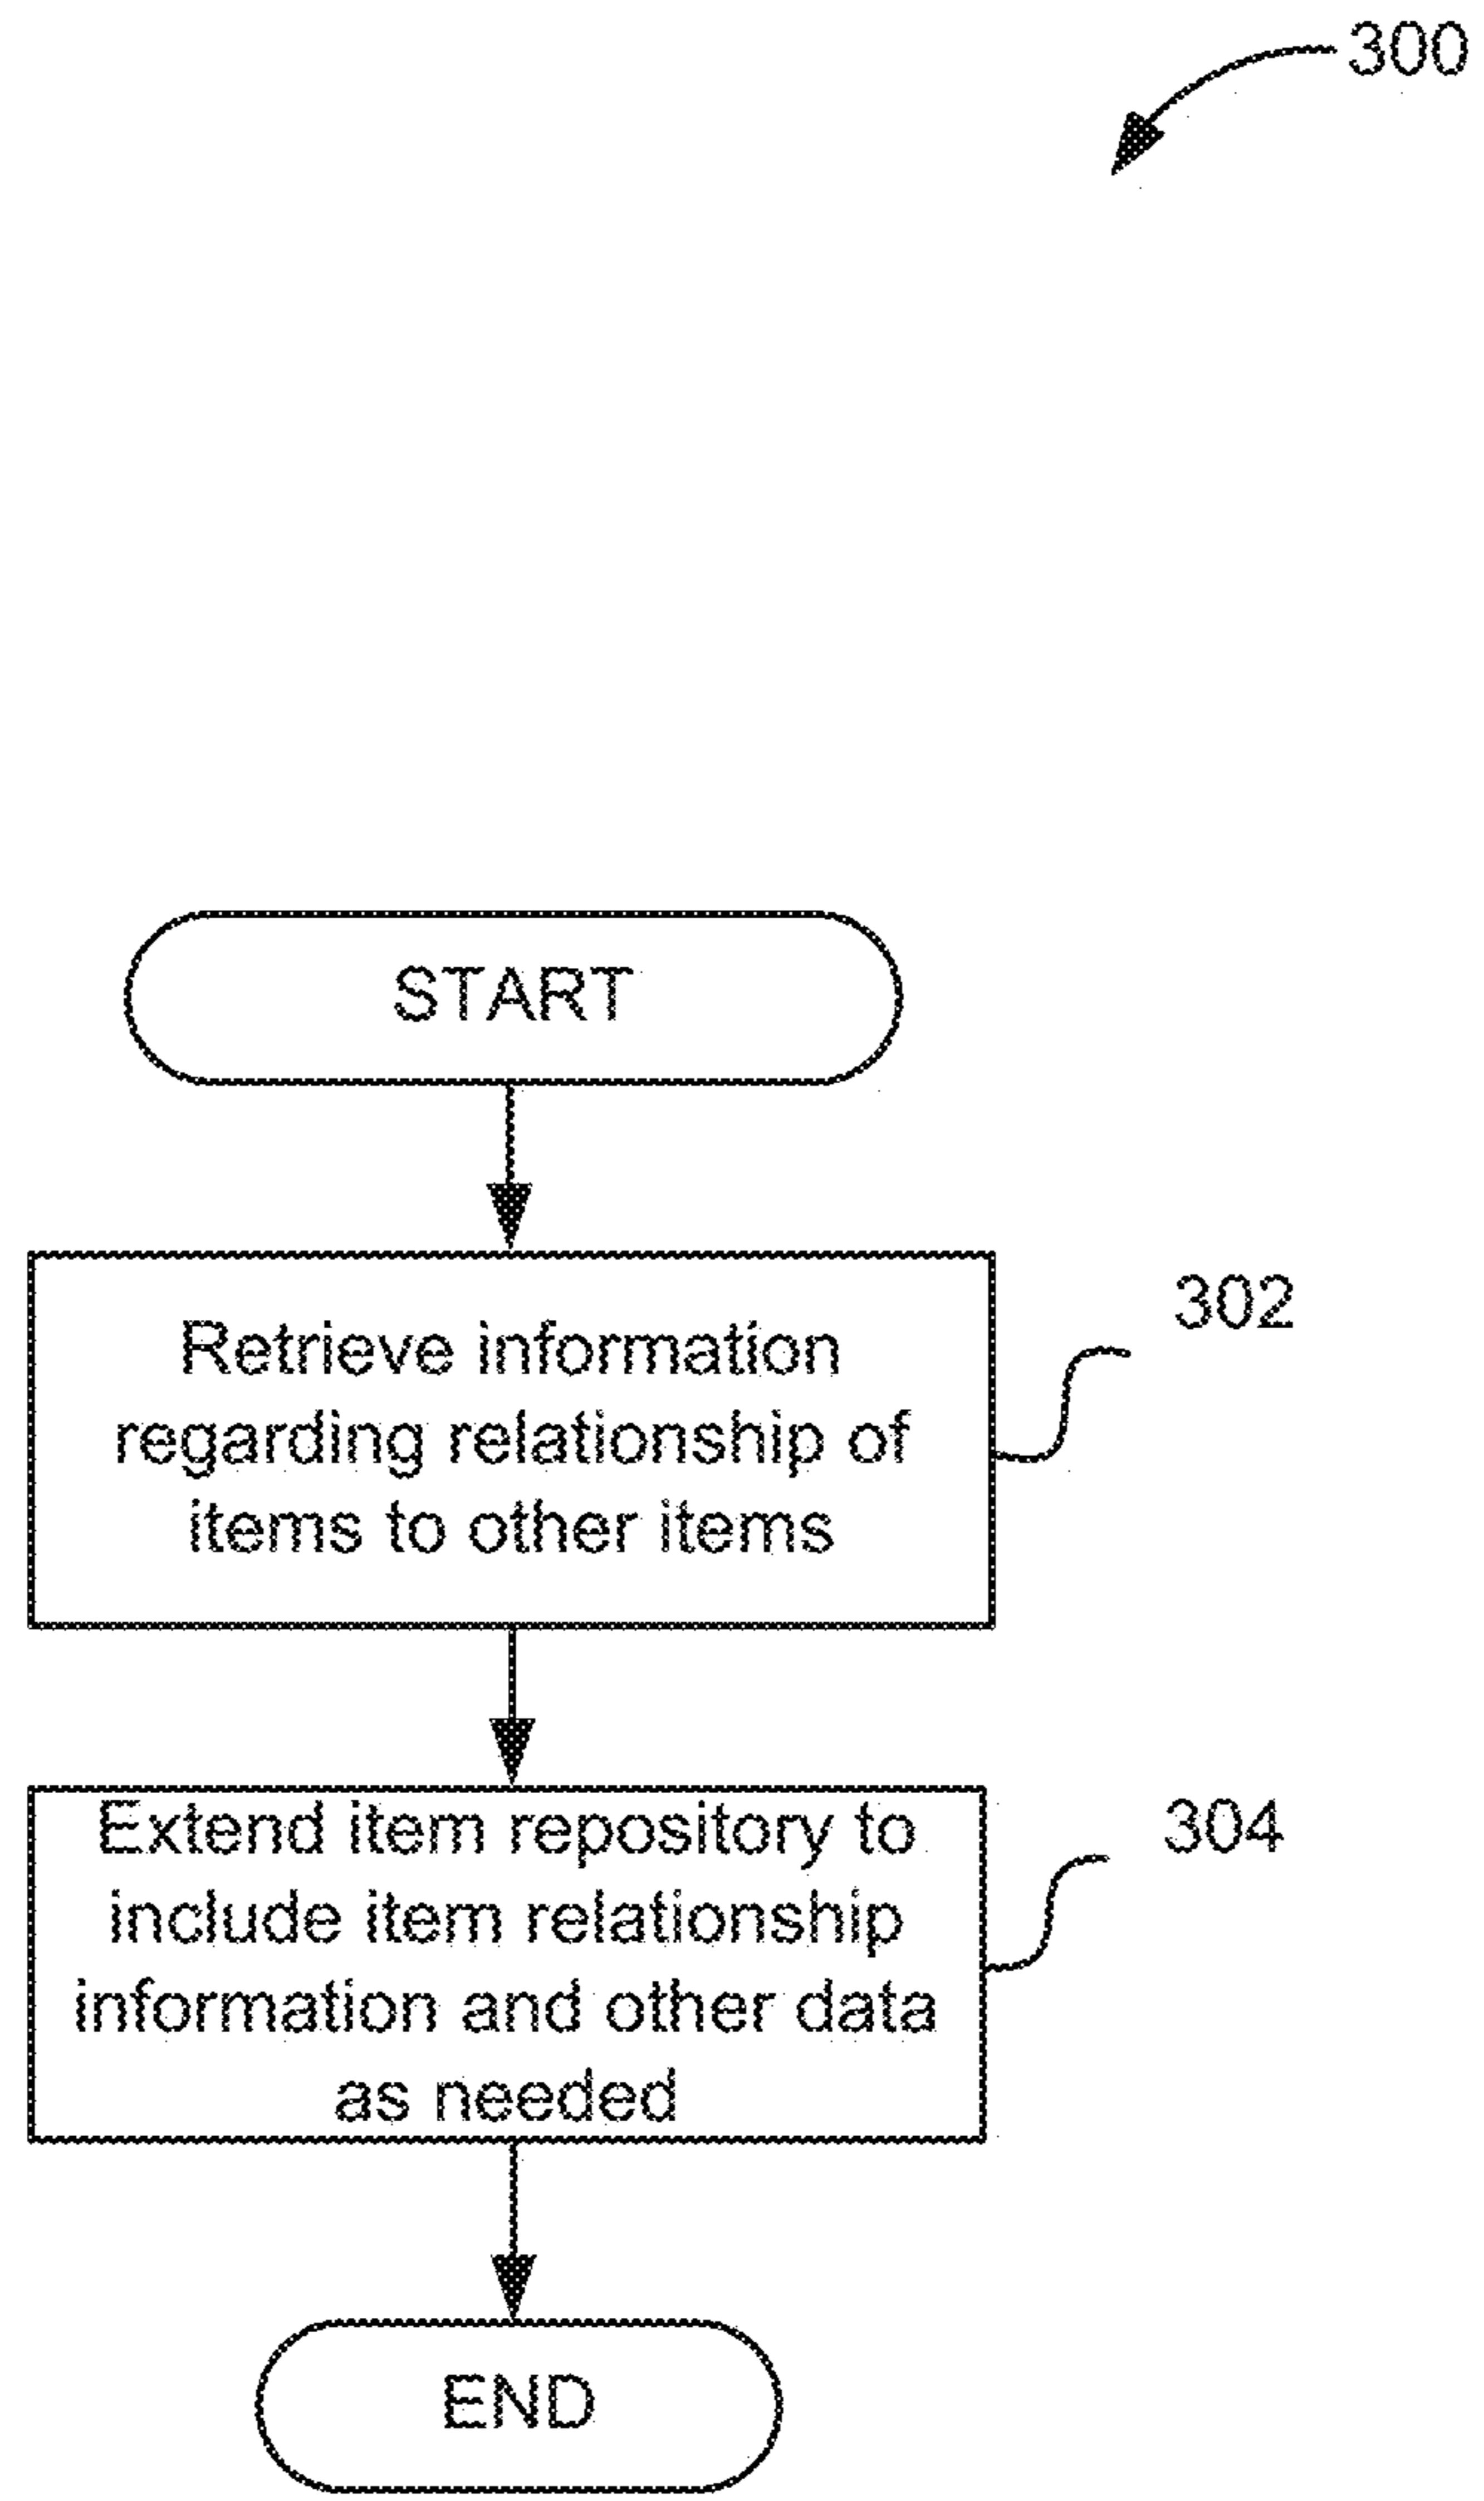 300
START
Retrieve information
regarding relationship of
items to other items
302
Extend item repository to
include item relationship
information and other data
as needed
304
END